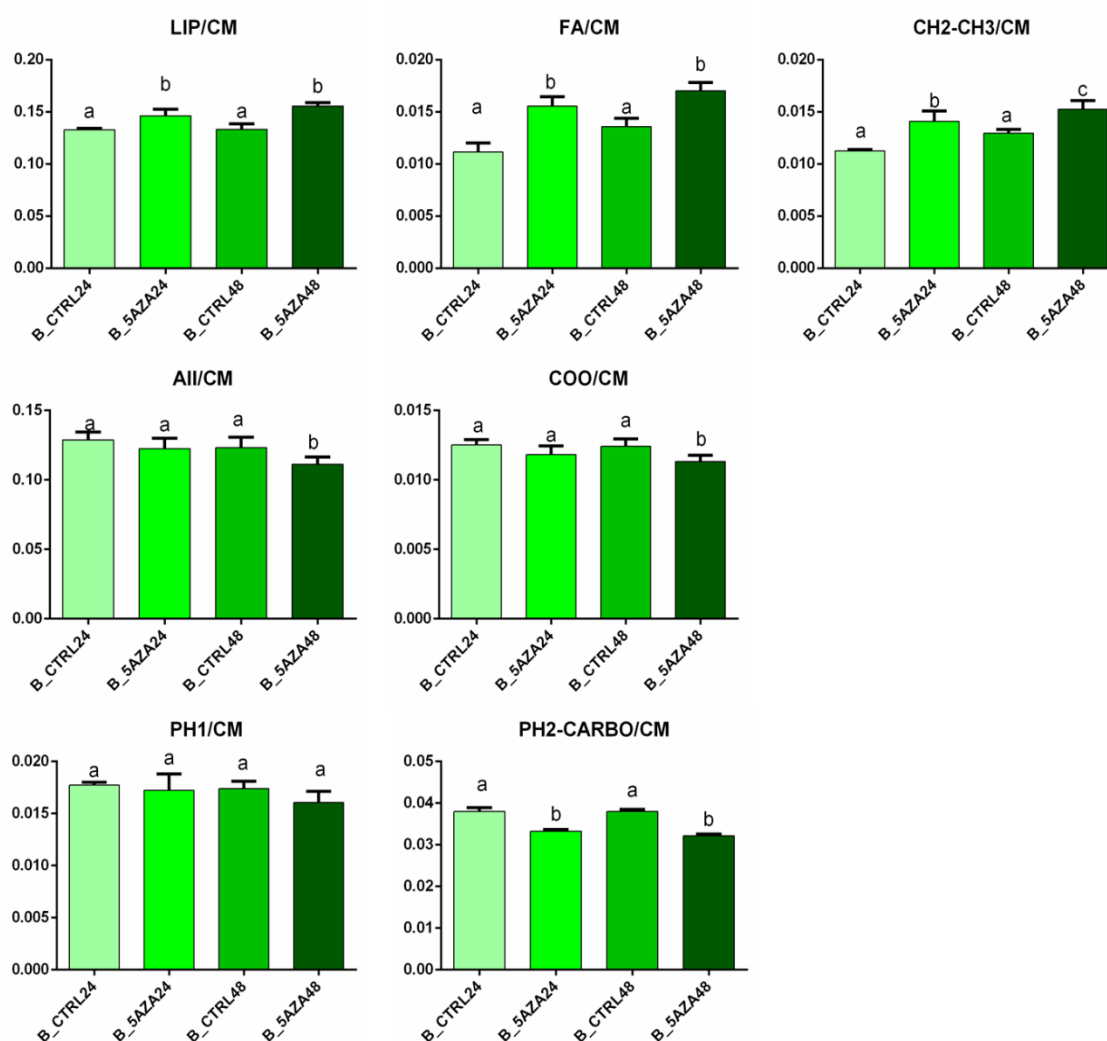 LIP/CM
0.20
0.15
0.10
0.05
0.00
a
b
a
b
B_CTRL24
B_5AZA24
B_CTRL48
B_5AZA48
FA/CM
0.020
0.015
0.010
0.005
0.000
a
b
a
b
B_CTRL24
B_5AZA24
B_CTRL48
B_5AZA48
CH2-CH3/CM
0.020
0.015
0.010
0.005
0.000
a
b
a
c
B_CTRL24
B_5AZA24
B_CTRL48
B_5AZA48
AII/CM
0.15
0.10
0.05
0.00
a
a
a
b
B_CTRL24
B_5AZA24
B_CTRL48
B_5AZA48
COO/CM
0.015
0.010
0.005
0.000
a
a
a
b
B_CTRL24
B_5AZA24
B_CTRL48
B_5AZA48
PH1/CM
0.020
0.015
0.010
0.005
0.000
a
a
a
a
B_CTRL24
B_5AZA24
B_CTRL48
B_5AZA48
PH2-CARBO/CM
0.05
0.04
0.03
0.02
0.01
0.00
a
b
a
b
B_CTRL24
B_5AZA24
B_CTRL48
B_5AZA48